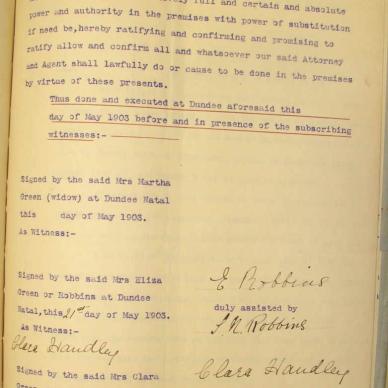 full and certain and absolute
power and authority in the premises with power of substitution
if need be, hereby ratifying and confirming and promising to
ratify allow and confirm all and whatsoever our said Attorney
and Agent shall lawfully do or cause to be done in the premises
by virtue of these presents.
Thus done and executed at Dundee aforesaid this
day of May 1903 before and in presence of the subscribing
witnesses:-
Signed by the said Mrs Martha
Green (widow) at Dundee Natal
this day of May 1903.
As Witness:-
Signed by the said Mrs Eliza
Green or Robbins at Dundee
Natal, this 21st day of May 1903.
As Witness:-
Clara Handley
E Robbins
duly assisted by
S. N. Robbins
Signed by the said Mrs Clara
Clara Handley